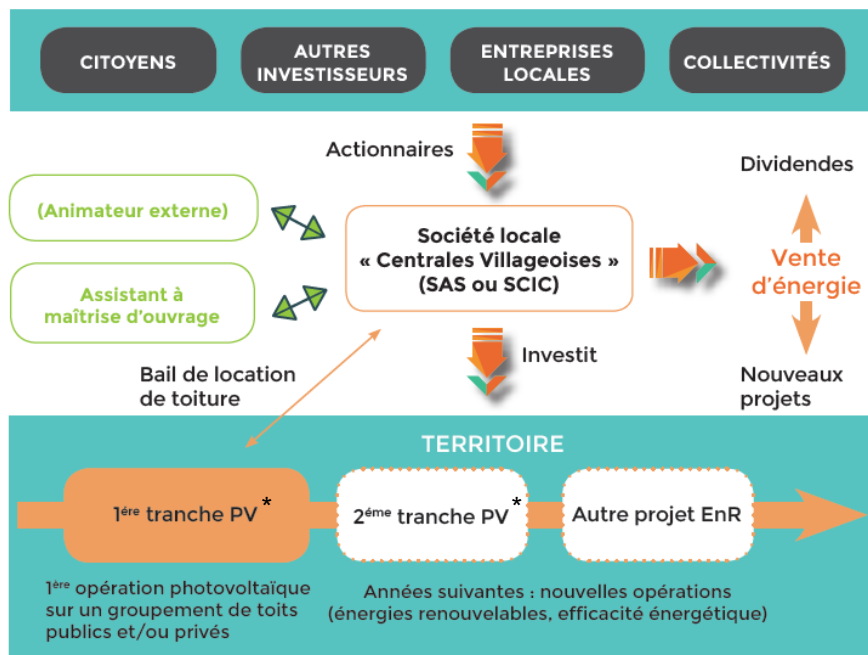 CITOYENS
AUTRES
INVESTISSEURS
ENTREPRISES
LOCALES
COLLECTIVITÉS
Actionnaires
Dividendes
(Animateur externe)
Société locale
« Centrales Villageoises »
(SAS ou SCIC)
Vente
d’énergie
Assistant à
maîtrise d’ouvrage
Bail de location
de toiture
Investit
Nouveaux
projets
TERRITOIRE
1ére tranche PV *
2éme tranche PV *
Autre projet EnR
1ère opération photovoltaïque
sur un groupement de toits
publics et/ou privés
Années suivantes : nouvelles opérations
(énergies renouvelables, efficacité énergétique)